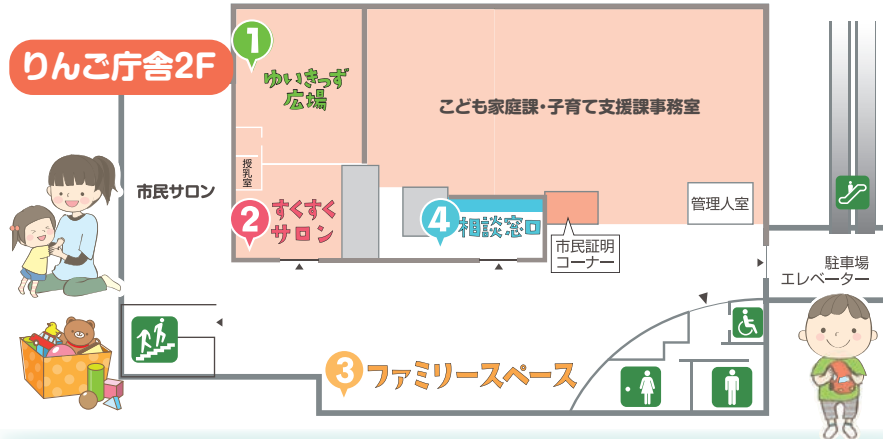 りんご庁舎2F
1
ゆいきっず
広場
こども家庭課・子育て支援課事務室
授乳室
市民サロン
2
すくすく
サロン
4
相談窓口
市民証明
コーナー
管理人室
駐車場
エレベーター
3
ファミリースペース